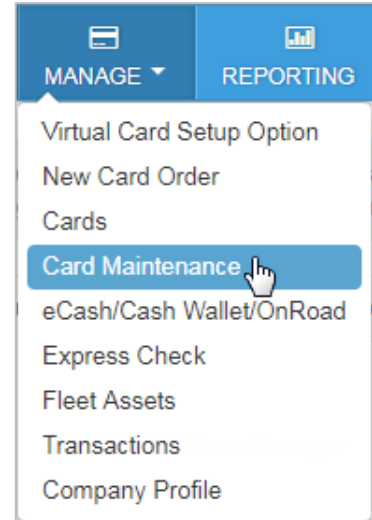 MANAGE REPORTING
Virtual Card Setup Option
New Card Order
Cards
Card Maintenance
eCash/Cash Wallet/OnRoad
Express Check
Fleet Assets
Transactions
Company Profile